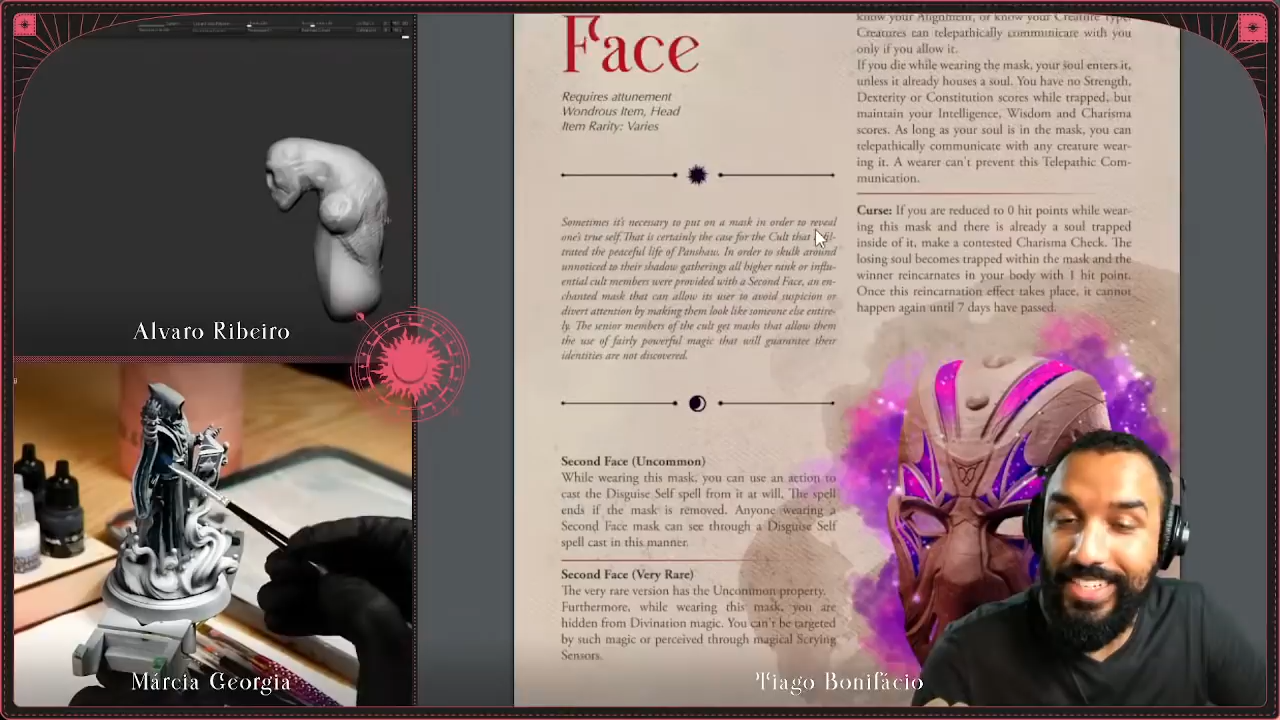 Alvaro Ribeiro
Márcia Georgia
Face
Requires attunement
Wondrous Item, Head
Item Rarity: Varies
Sometimes it's necessary to put on a mask in order to reveal
one's true self. That is certainly the case for the Cult that
trated the peaceful life of Panshaw. In order to skulk around
unnoticed to their shadow gatherings all higher rank or influ-
ential cult members were provided with a Second Face, an en-
chanted mask that can allow its user to avoid suspicion or
divert attention by making them look like someone else entire-
ly. The senior members of the cult get masks that allow them
the use of fairly powerful magic that will guarantee their
identities are not discovered.
Second Face (Uncommon)
While wearing this mask, you can use an action to
cast the Disguise Self spell from it at will. The spell
ends if the mask is removed. Anyone wearing a
Second Face mask can see through a Disguise Self
spell cast in this manner.
Second Face (Very Rare)
The very rare version has the Uncommon property.
Furthermore, while wearing this mask, you are
hidden from Divination magic. You can't be targeted
by such magic or perceived through magical Scrying
Sensors.
know your Alignment, or know your Creature Type.
Creatures can telepathically communicate with you
only if you allow it.
If you die while wearing the mask, your soul enters it,
unless it already houses a soul. You have no Strength,
Dexterity or Constitution scores while trapped, but
maintain your Intelligence, Wisdom and Charisma
scores. As long as your soul is in the mask, you can
telepathically communicate with any creature wear-
ing it. A wearer can't prevent this Telepathic Com-
munication.
Curse: If you are reduced to 0 hit points while wear-
ing this mask and there is already a soul trapped
inside of it, make a contested Charisma Check. The
losing soul becomes trapped within the mask and the
winner reincarnates in your body with 1 hit point.
Once this reincarnation effect takes place, it cannot
happen again until 7 days have passed.
Tiago Bonifácio